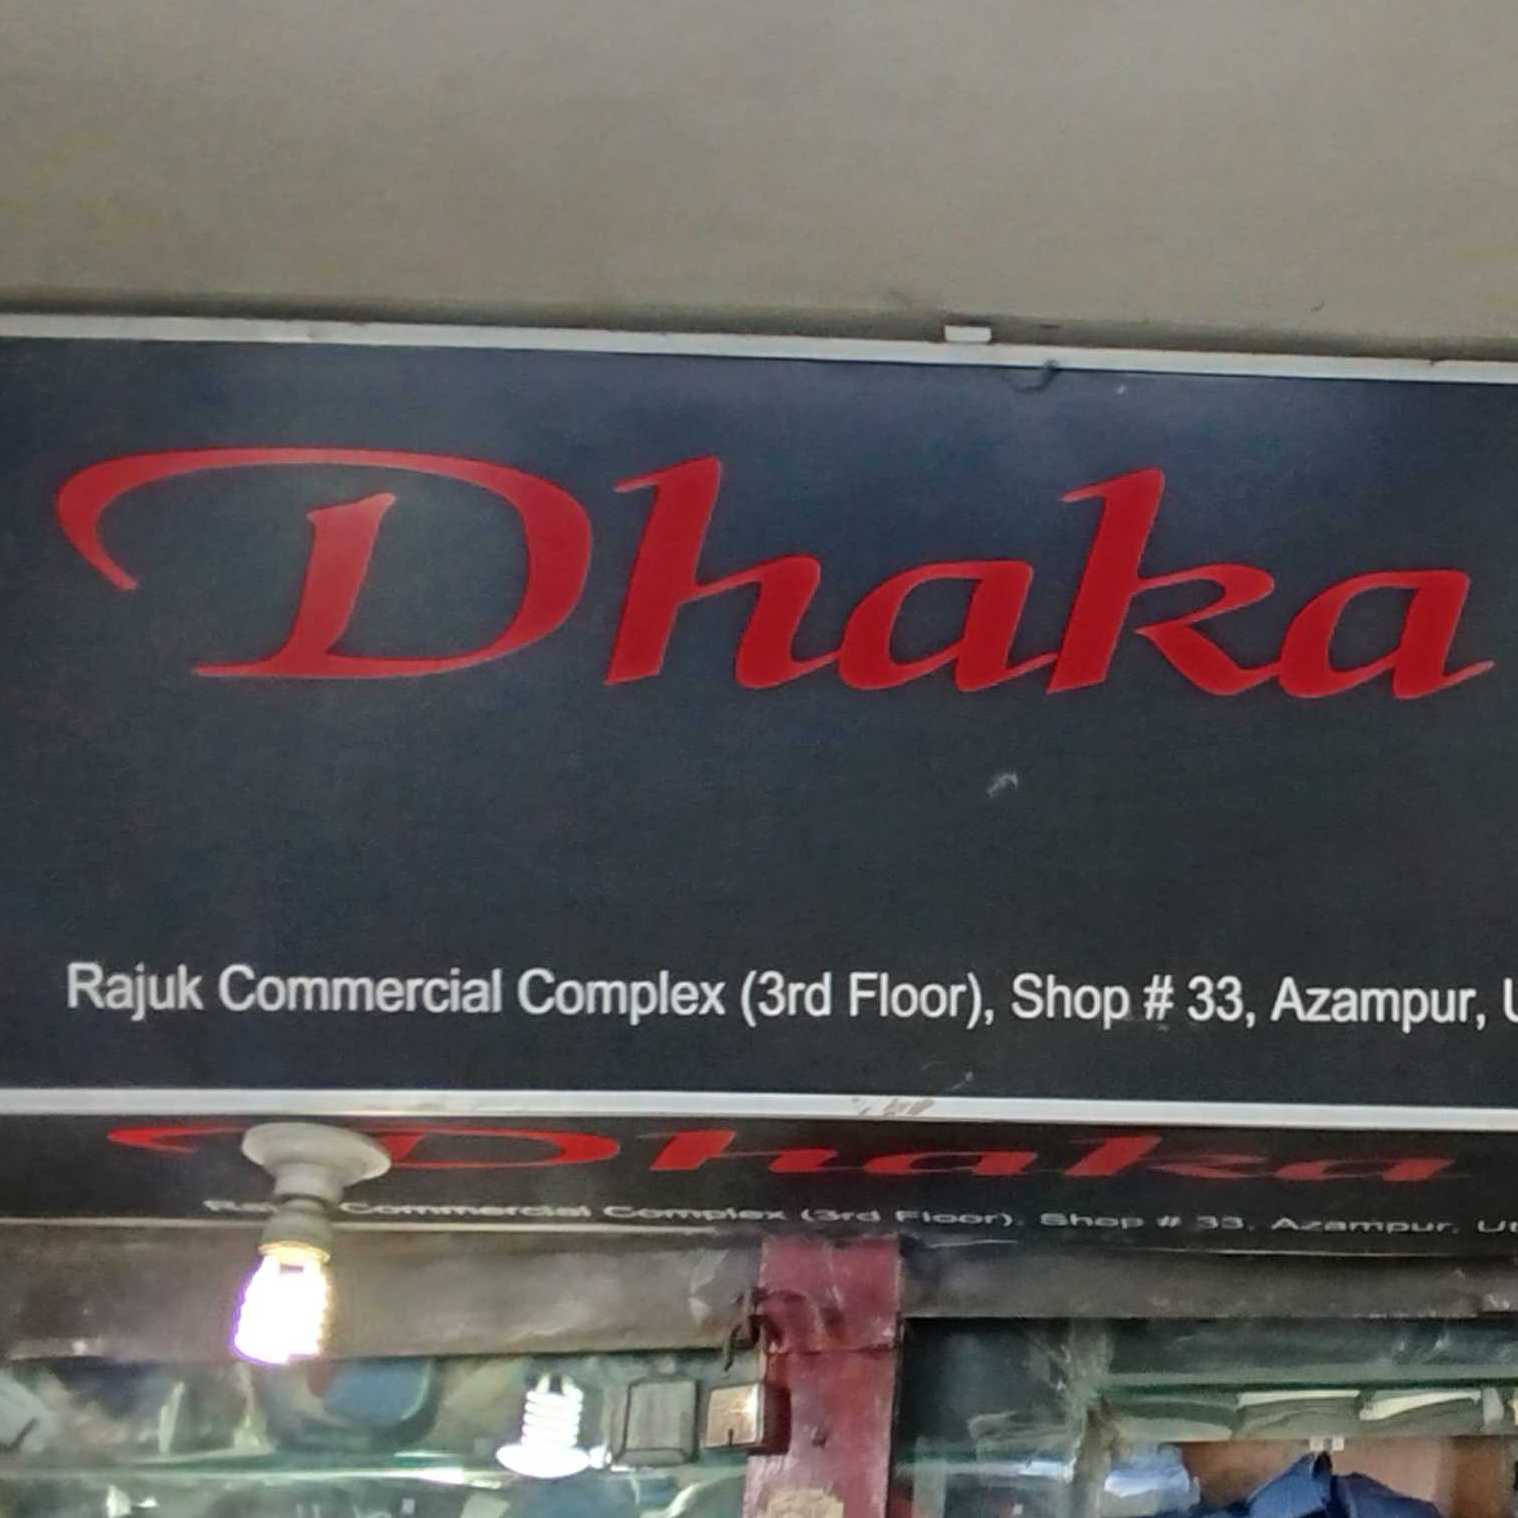 Dhaka
Rajuk Commercial Complex (3rd Floor), Shop # 33, Azampur,
Dhaka
Commercial Complex (3rd Floor), Shop # 33, Azampur,